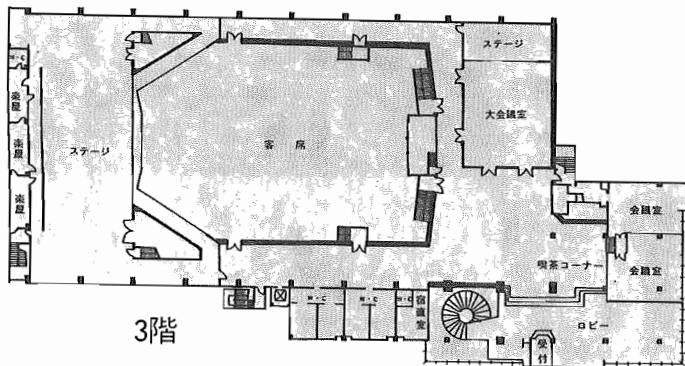 ステージ
W・C
楽屋
楽屋
楽屋
ステージ
客席
大会議室
会議室
喫茶コーナー
会議室
W・C
W・C
W・C
宿直室
ロビー
受付
3階